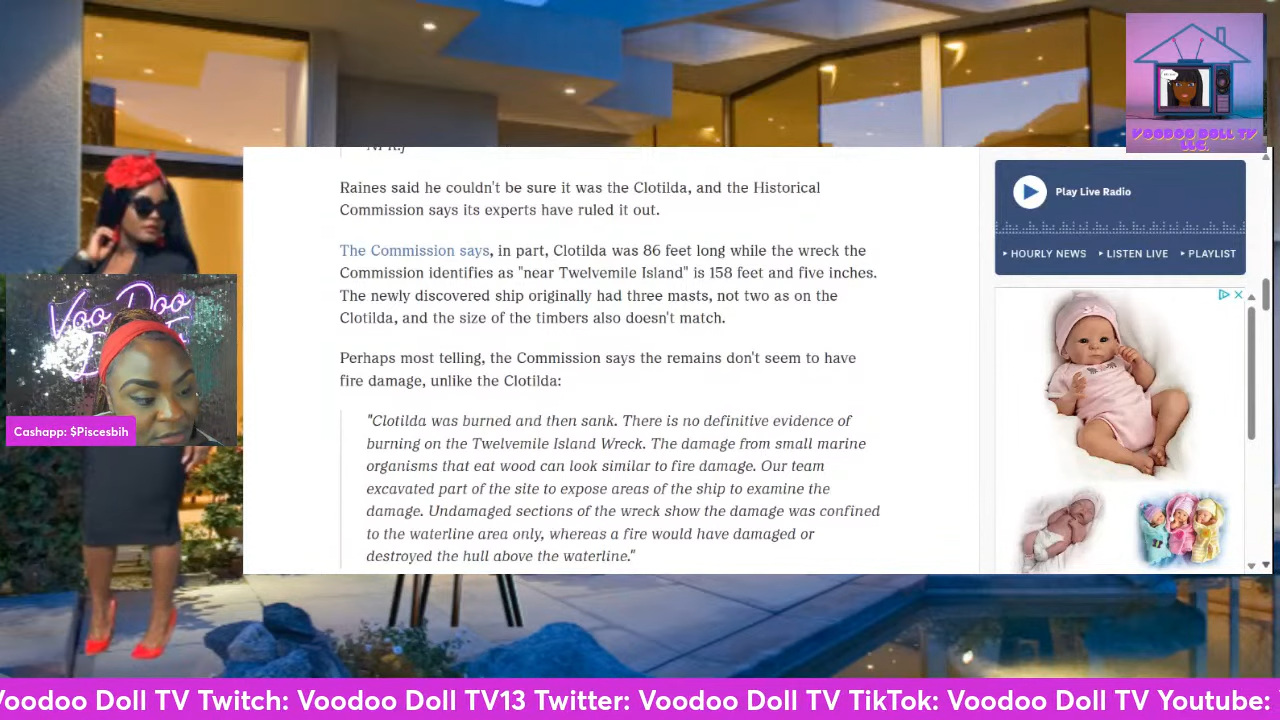 VOODOO DOLL TV
LLC.
Play Live Radio
Raines said he couldn't be sure it was the Clotilda, and the Historical
Commission says its experts have ruled it out.
The Commission says, in part, Clotilda was 86 feet long while the wreck the
Commission identifies as "near Twelvemile Island" is 158 feet and five inches.
The newly discovered ship originally had three masts, not two as on the
Clotilda, and the size of the timbers also doesn't match.
HOURLY NEWS LISTEN LIVE PLAYLIST
Perhaps most telling, the Commission says the remains don't seem to have
fire damage, unlike the Clotilda:
"Clotilda was burned and then sank. There is no definitive evidence of
burning on the Twelvemile Island Wreck. The damage from small marine
organisms that eat wood can look similar to fire damage. Our team
excavated part of the site to expose areas of the ship to examine the
damage. Undamaged sections of the wreck show the damage was confined
to the waterline area only, whereas a fire would have damaged or
destroyed the hull above the waterline."
Voo Doo
Cashapp: $Piscesbih
Voodoo Doll TV Twitch: Voodoo Doll TV13 Twitter: Voodoo Doll TV TikTok: Voodoo Doll TV Youtube: